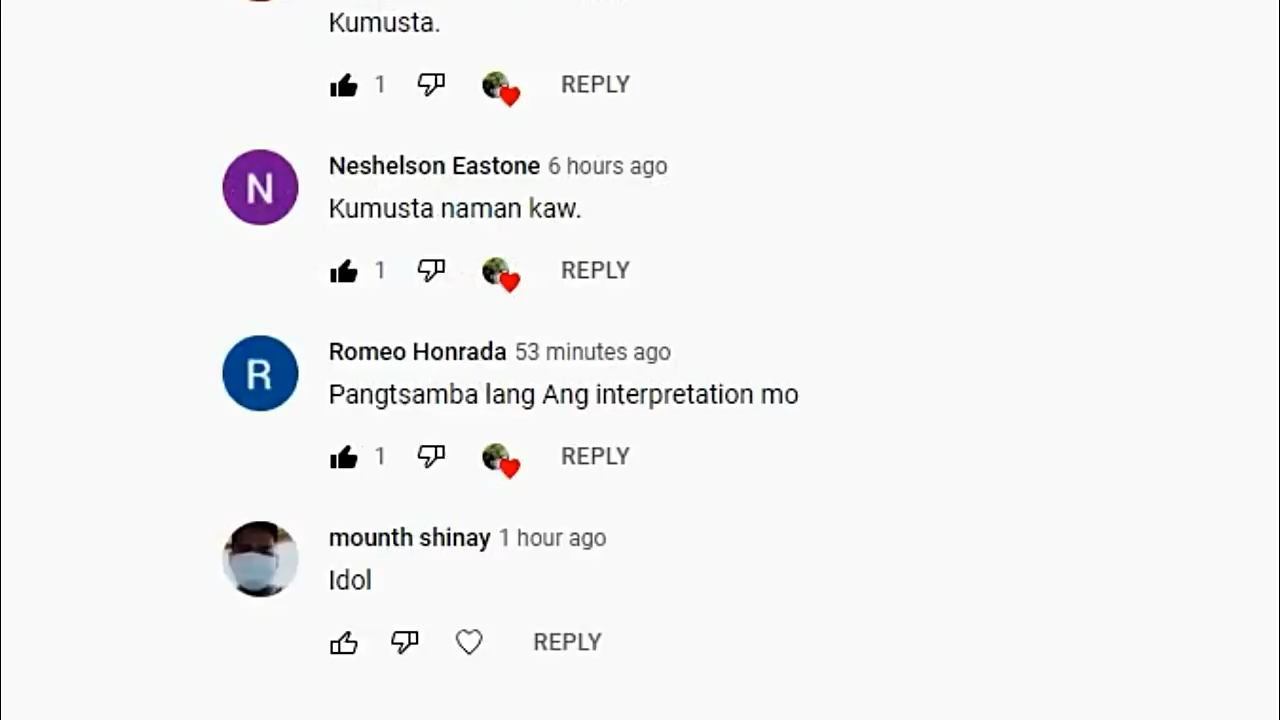 Kumusta.
1 REPLY
N
Neshelson Eastone 6 hours ago
Kumusta naman kaw.
1 REPLY
R
Romeo Honrada 53 minutes ago
Pangtsamba lang Ang interpretation mo
1 REPLY
mounth shinay 1 hour ago
Idol
REPLY